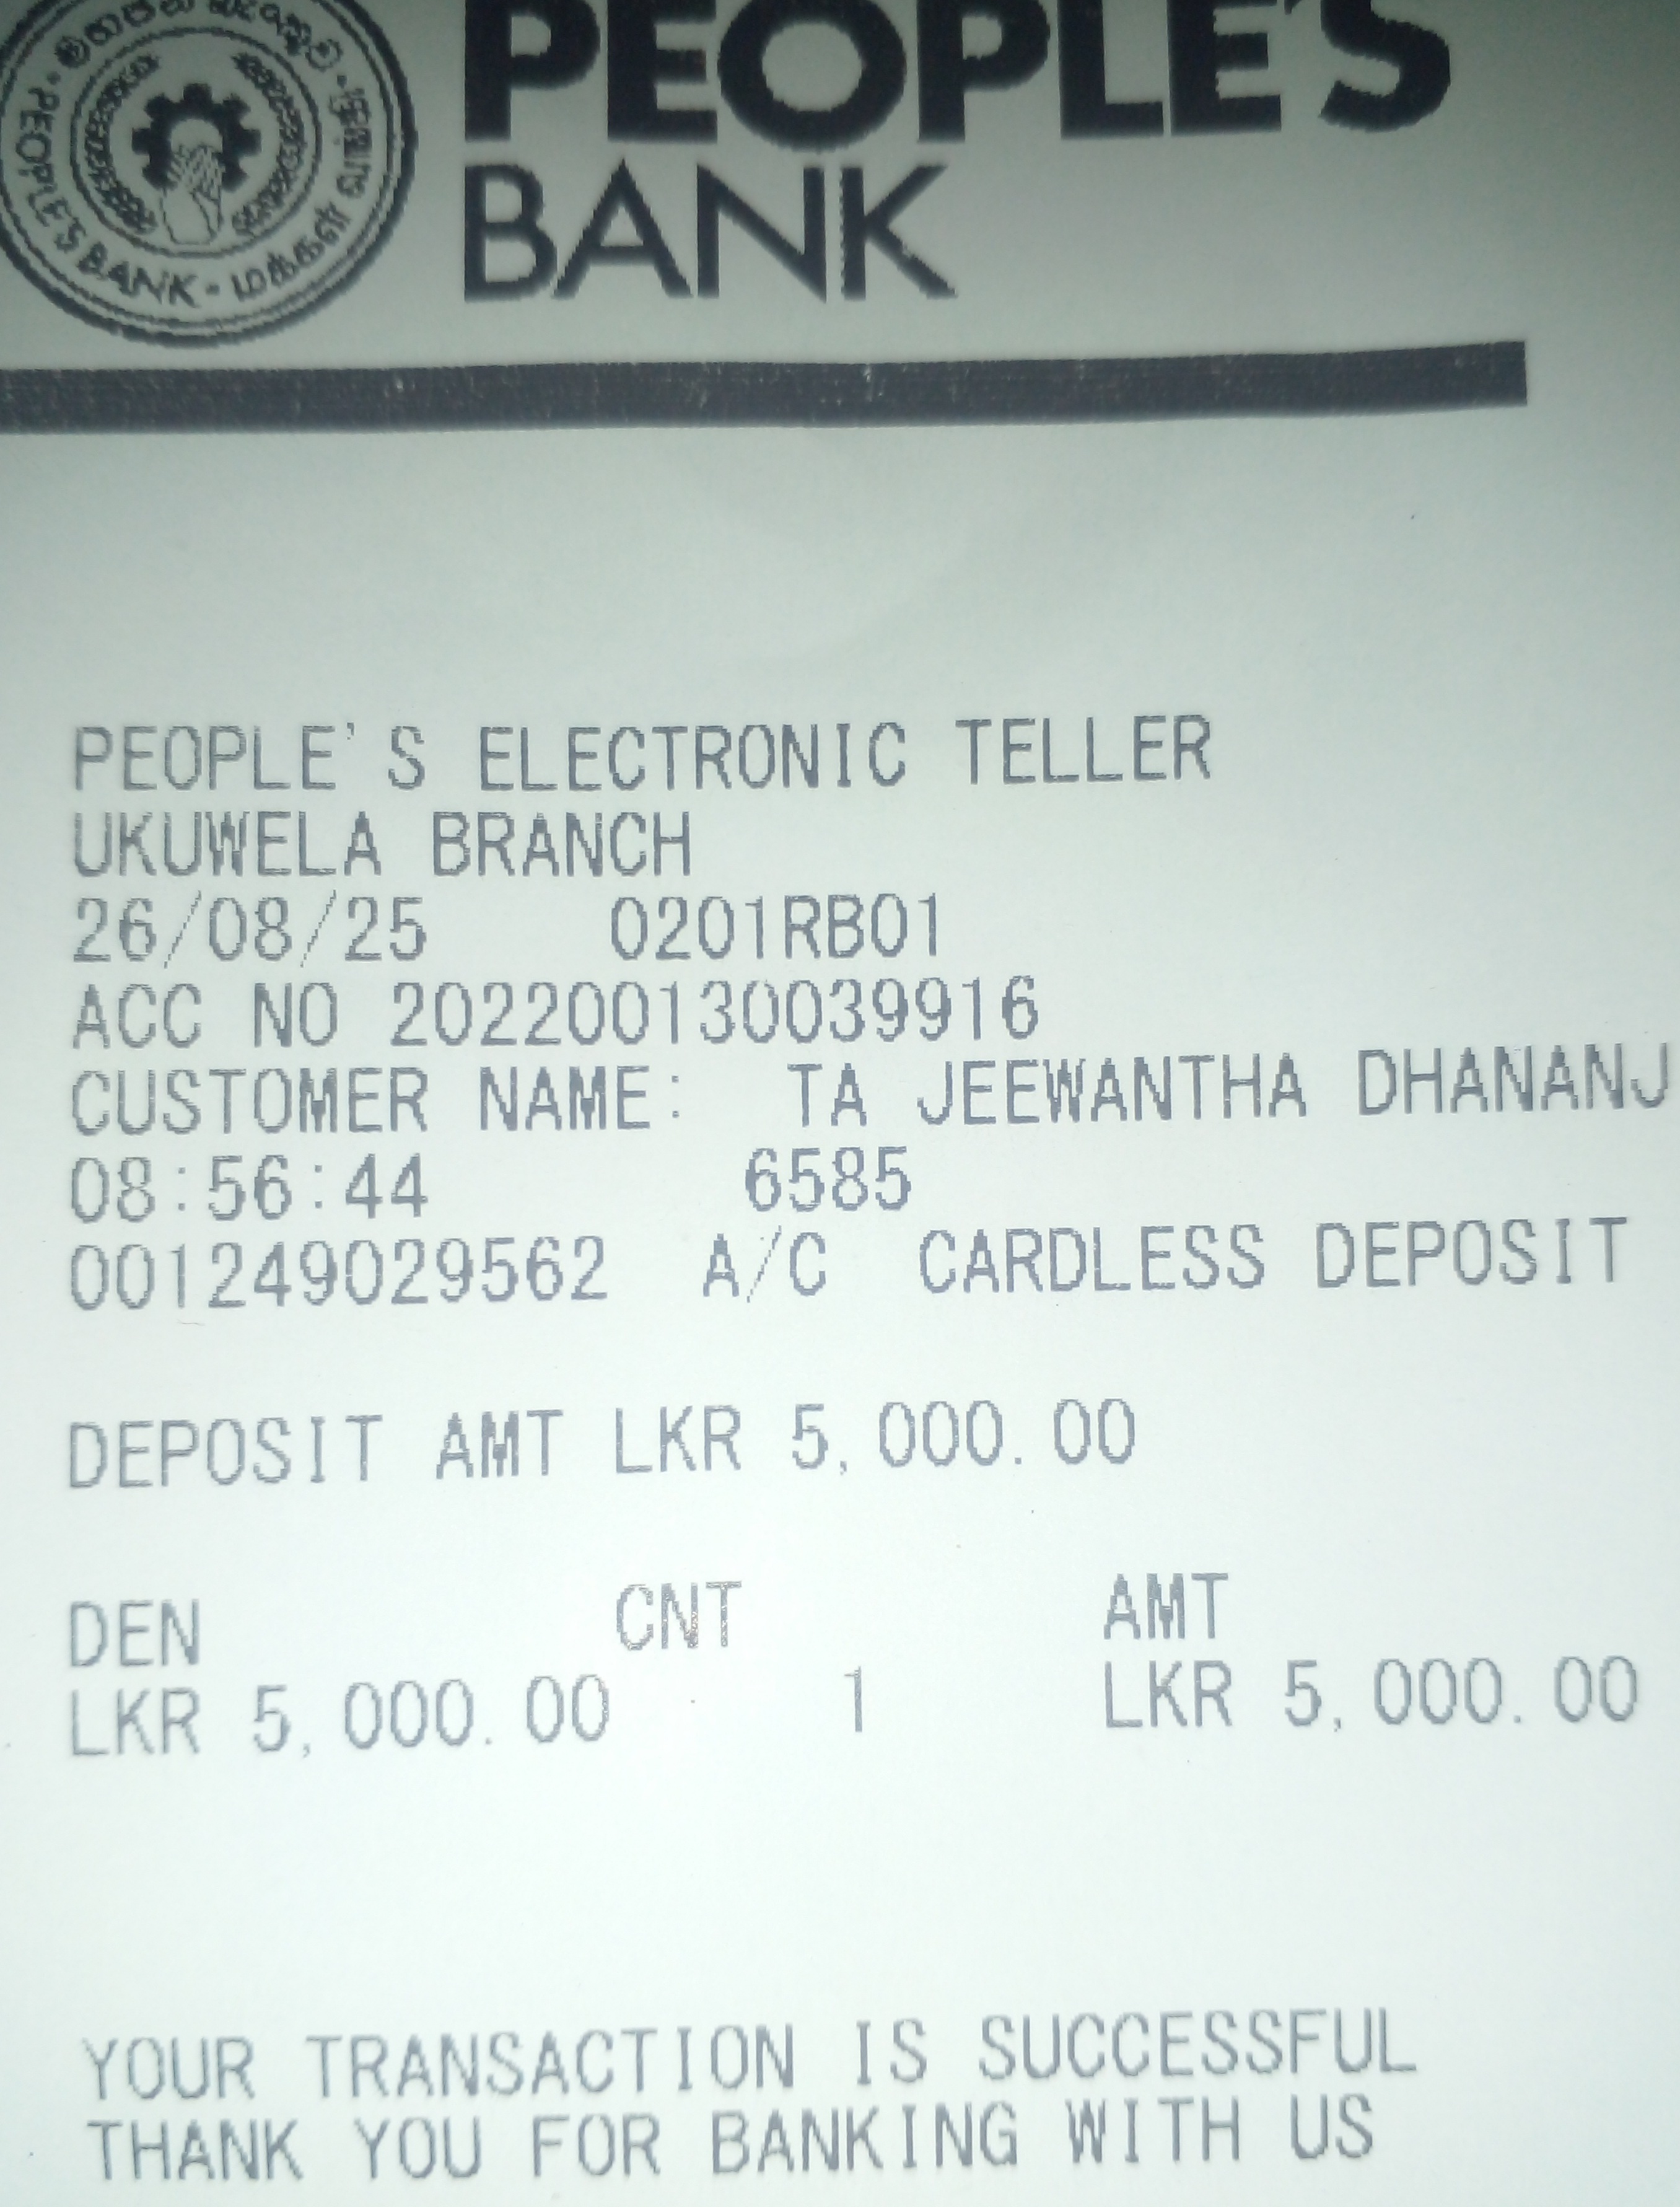 PEOPLE'S
BANK
PEOPLE'S BANK
PEOPLE'S ELECTRONIC TELLER
UKUWELA BRANCH
26/08/25 0201RB01
ACC NO 202200130039916
CUSTOMER NAME: TA JEEWANTHA DHANANJ
08:56:44 6585
001249029562 A/C CARDLESS DEPOSIT
DEPOSIT AMT LKR 5,000.00
DEN CNT AMT
LKR 5,000.00 1 LKR 5,000.00
YOUR TRANSACTION IS SUCCESSFUL
THANK YOU FOR BANKING WITH US